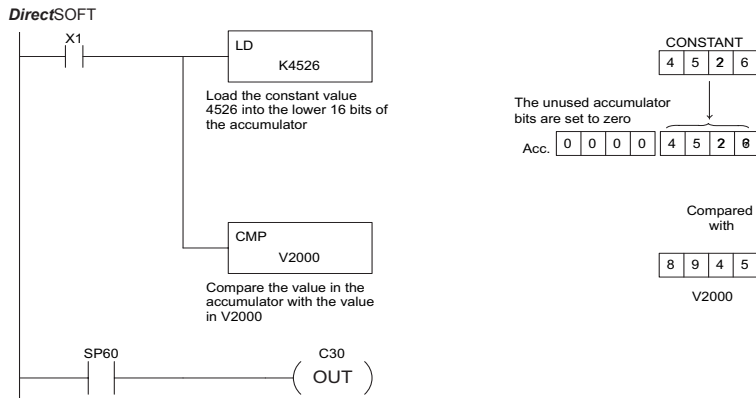 DirectSOFT
X1
LD
K4526
Load the constant value
4526 into the lower 16 bits of
the accumulator
CMP
V2000
Compare the value in the
accumulator with the value
in V2000
SP60
C30
OUT
CONSTANT
4 5 2 6
The unused accumulator
bits are set to zero
Acc. 0 0 0 0 4 5 2
Compared
with
8 9 4 5
V2000